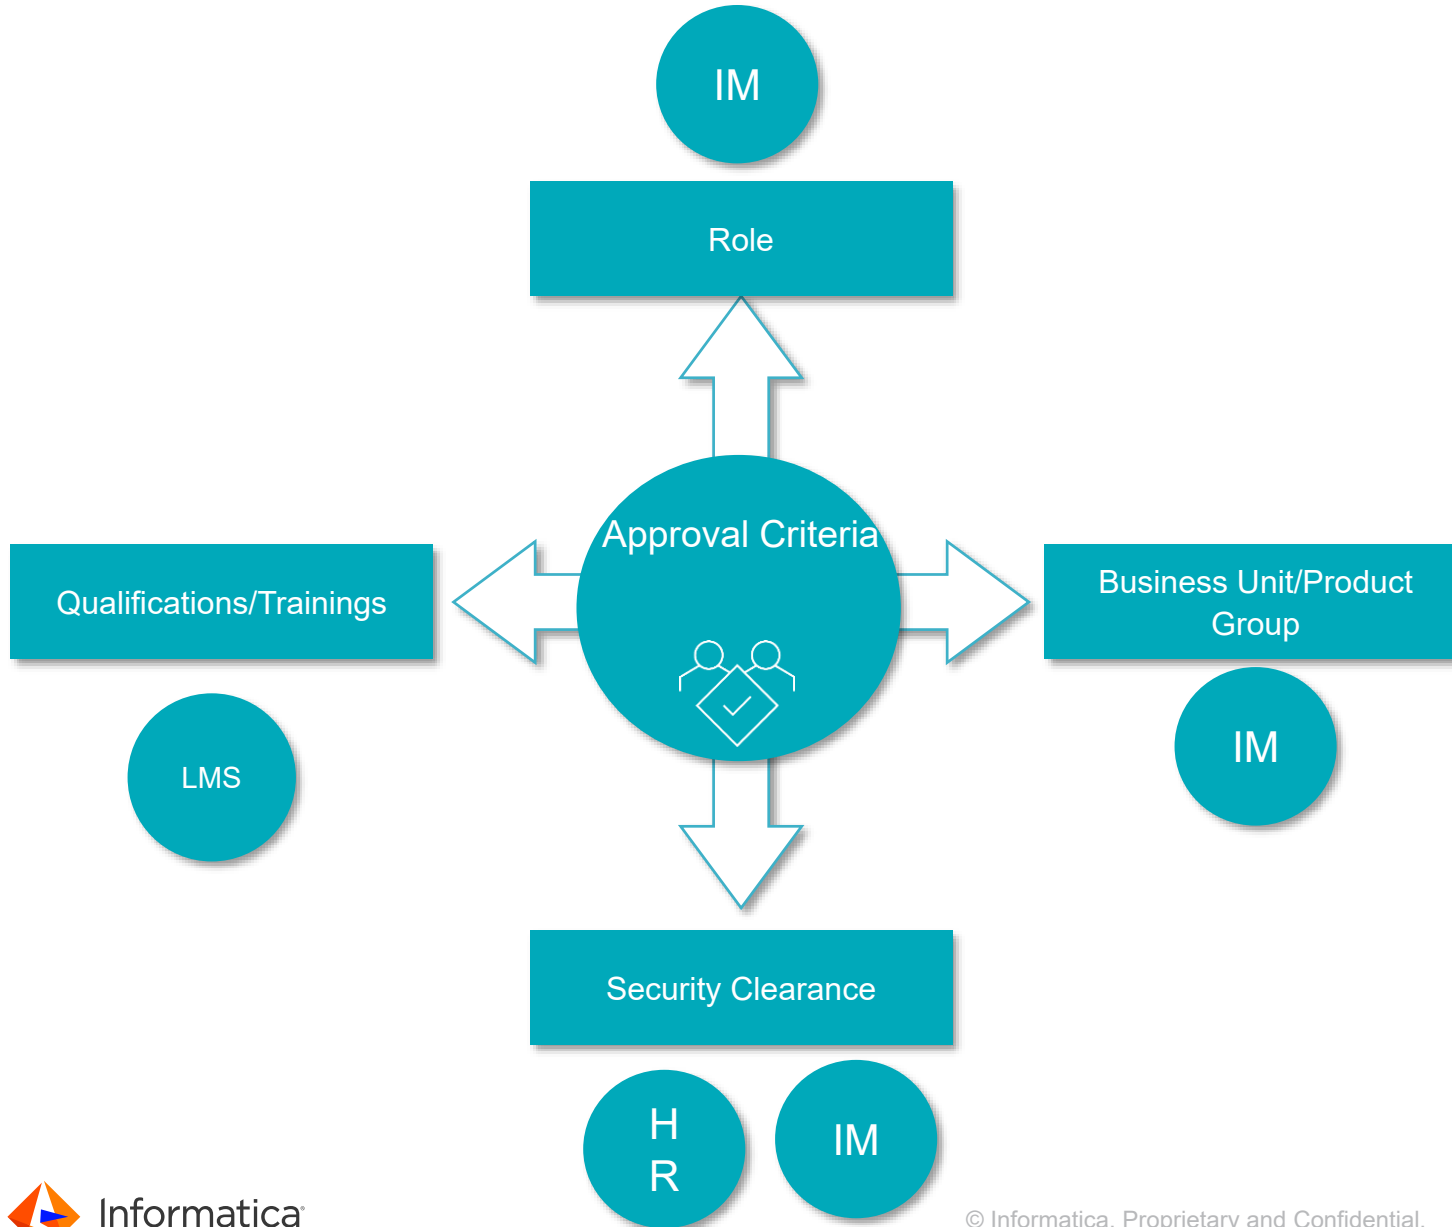 IM
Role
Approval Criteria
Qualifications/Trainings
Business Unit/Product
Group
LMS
IM
Security Clearance
H
R
IM
Informatica
© Informatica. Proprietary and Confidential.